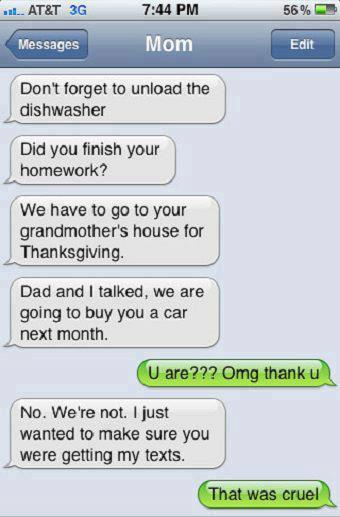 AT&T 3G 7:44 PM 56%
Messages Mom Edit
Don't forget to unload the
dishwasher
Did you finish your
homework?
We have to go to your
grandmother's house for
Thanksgiving.
Dad and I talked, we are
going to buy you a car
next month.
U are??? Omg thank u
No. We're not. I just
wanted to make sure you
were getting my texts.
That was cruel